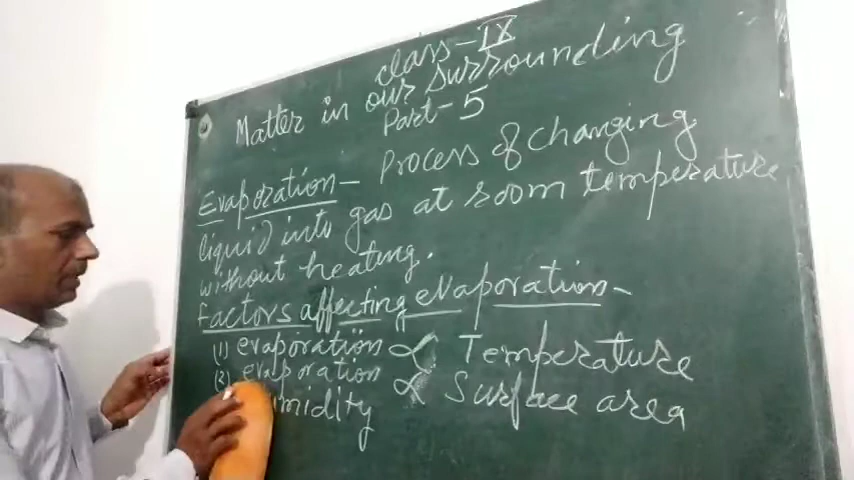 class-IX
Matter in our surrounding
Part-5
Evaporation- Process of changing
liquid into gas at room temperature
without heating.
factors affecting evaporation-
(1) evaporation ∝ Temperature
(2) evaporation ∝ Surface area